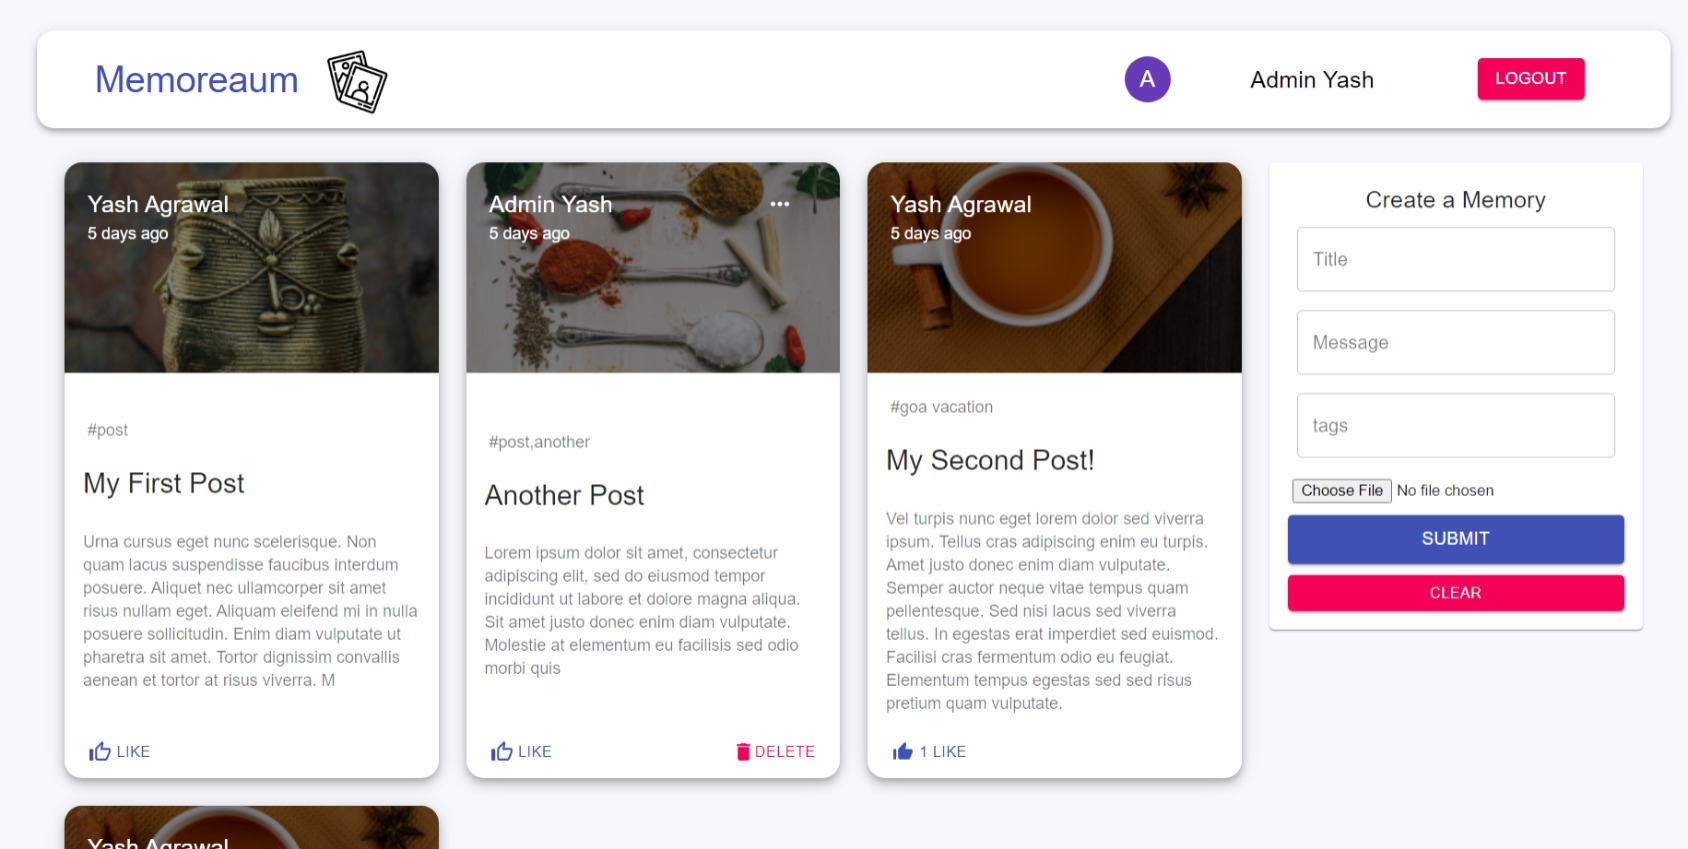 Memoreaum
A
Admin Yash
LOGOUT
Yash Agrawal
5 days ago
#post
My First Post
Urna cursus eget nunc scelerisque. Non
quam lacus suspendisse faucibus interdum
posuere. Aliquet nec ullamcorper sit amet
risus nullam eget. Aliquam eleifend mi in nulla
posuere sollicitudin. Enim diam vulputate ut
pharetra sit amet. Tortor dignissim convallis
aenean et tortor at risus viverra. M
LIKE
Admin Yash
5 days ago
#post,another
Another Post
Lorem ipsum dolor sit amet, consectetur
adipiscing elit, sed do eiusmod tempor
incididunt ut labore et dolore magna aliqua.
Sit amet justo donec enim diam vulputate.
Molestie at elementum eu facilisis sed odio
morbi quis
LIKE
DELETE
Yash Agrawal
5 days ago
#goa vacation
My Second Post!
Vel turpis nunc eget lorem dolor sed viverra
ipsum. Tellus cras adipiscing enim eu turpis.
Amet justo donec enim diam vulputate.
Semper auctor neque vitae tempus quam
pellentesque. Sed nisi lacus sed viverra
tellus. In egestas erat imperdiet sed euismod.
Facilisi cras fermentum odio eu feugiat.
Elementum tempus egestas sed sed risus
pretium quam vulputate.
1 LIKE
Create a Memory
Title
Message
tags
Choose File No file chosen
SUBMIT
CLEAR
Yash Agrawal